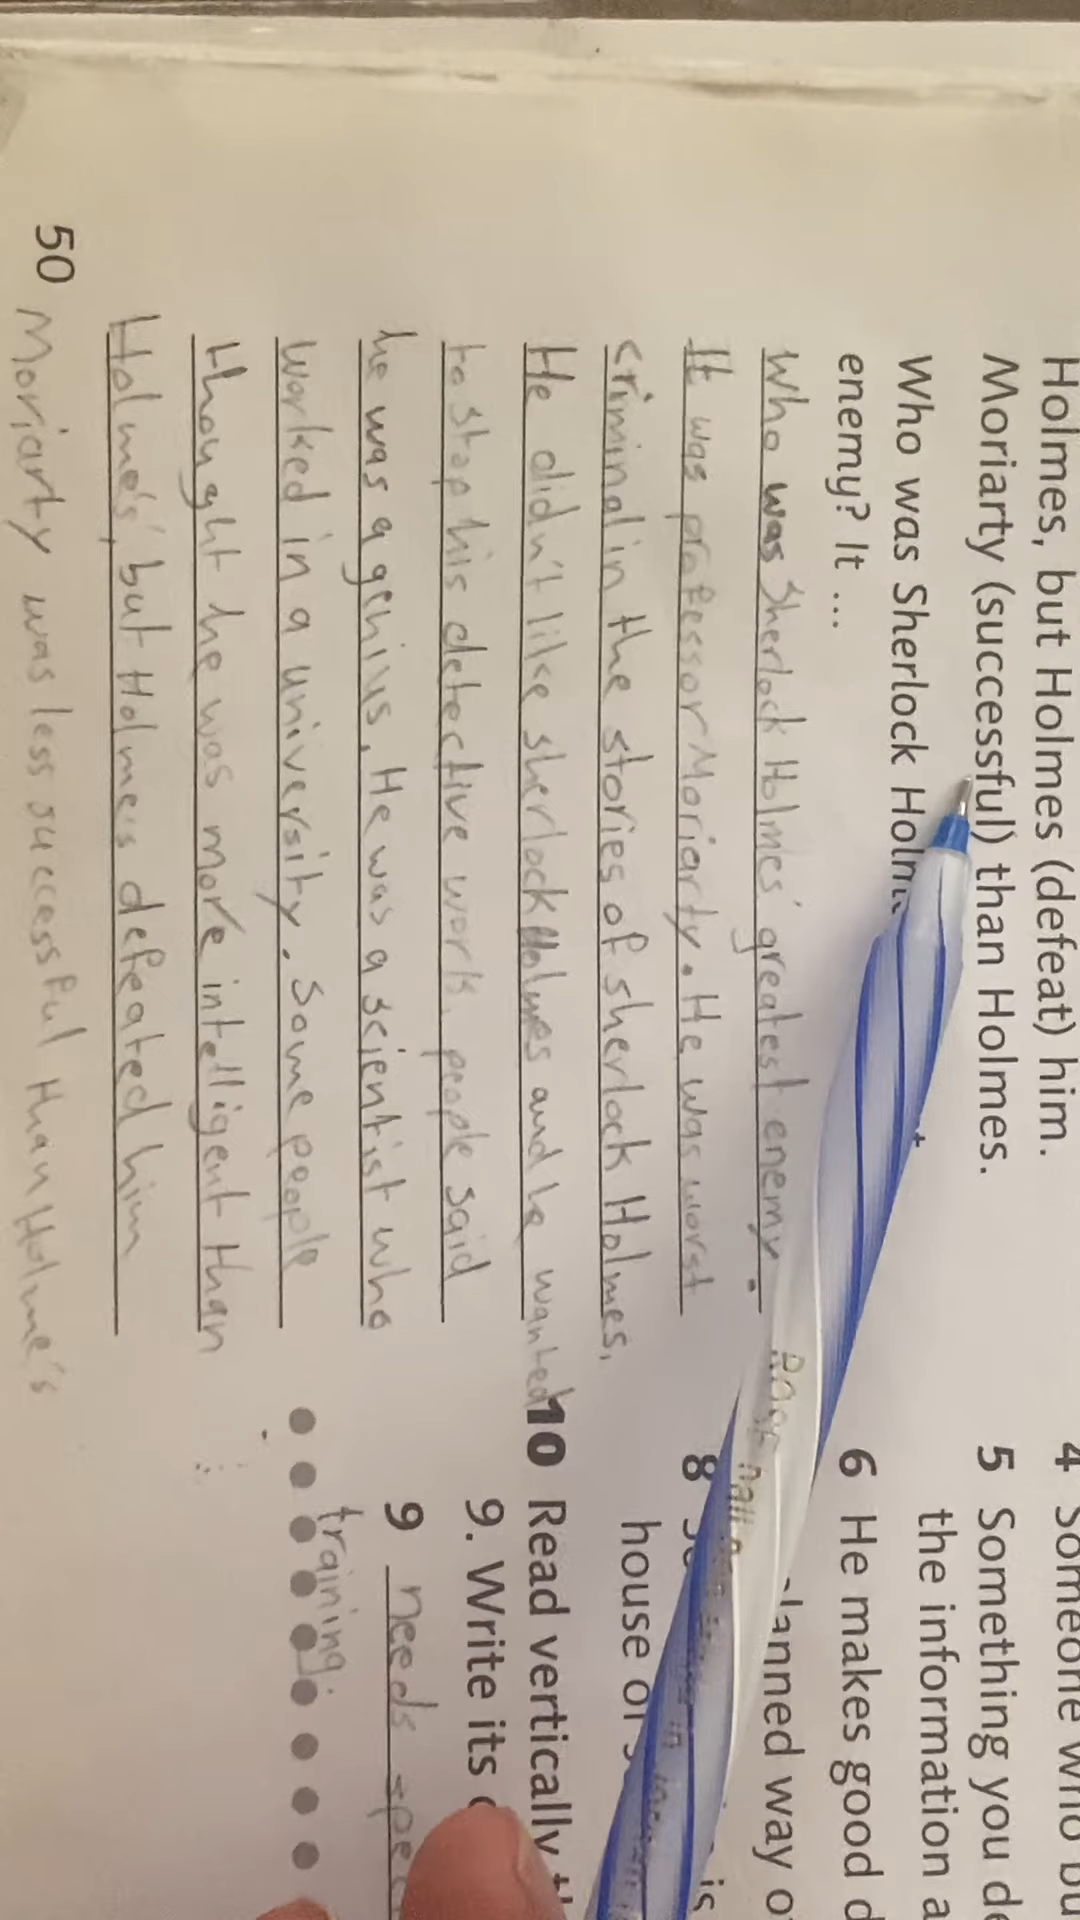 Holmes, but Holmes (defeat) him.
Moriarty (successful) than Holmes.
Who was Sherlock
enemy? It ...
Who was Sherlock Holmes' greatest enemy.
It was professor Moriarty. He was worst
criminal in the stories of sherlock Holmes.
He didn't like sherlock Holmes and he wanted
to stop his detective work. people said
he was a genius. He was a scientist who
worked in a university. Some people
thought he was more intelligent than
Holme's, but Holme's defeated him
50 Moriarty was less successful than Holme's
4 Someone who
5 Something you
the information
6 He makes good
way
8
house
10 Read vertically
9. Write its
9 needs
training.